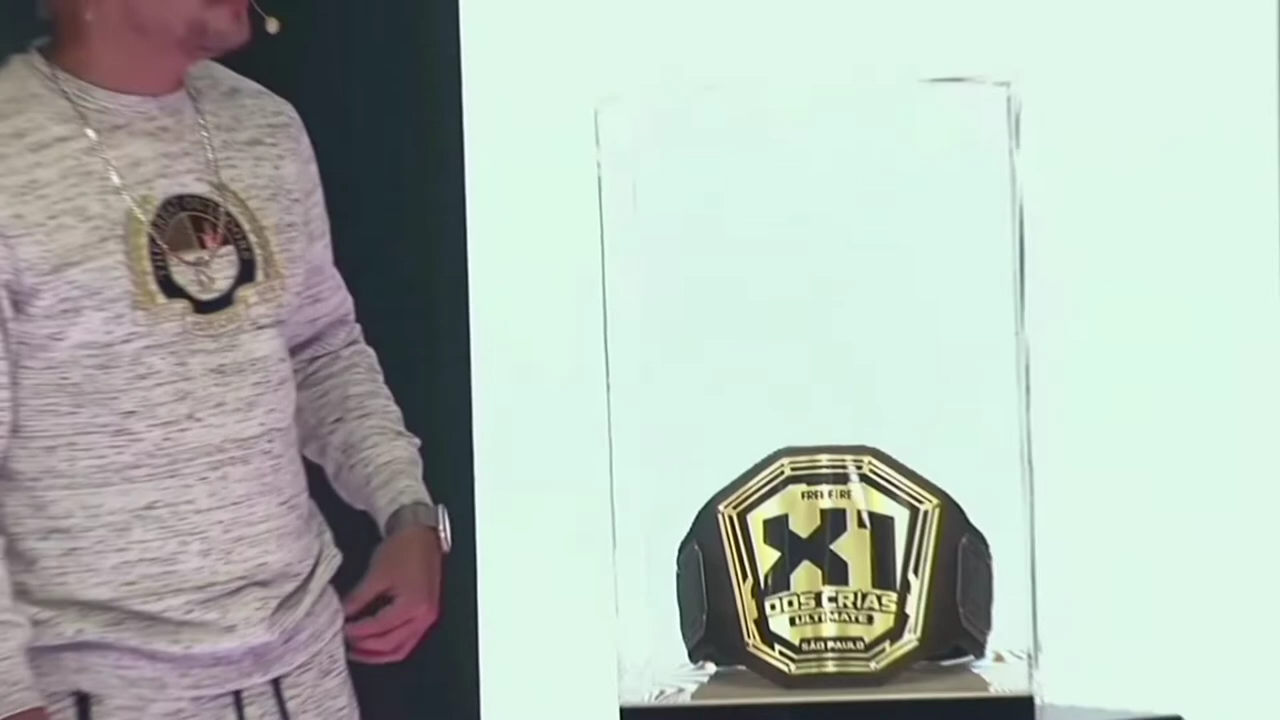 FREE FIRE
X1
DOS CRIAS
ULTIMATE
SÃO PAULO